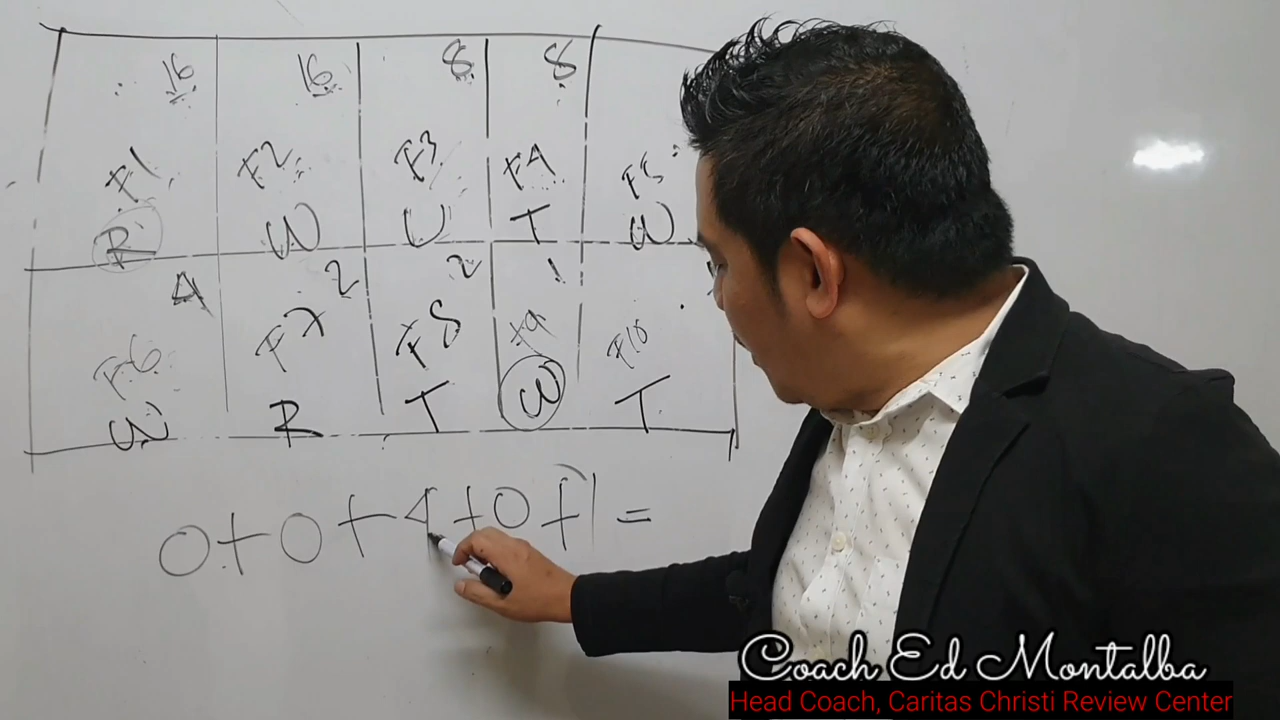 16 16 8 8
F1 F2 F3 F4 F5
R W U T W
4 2 2 1
F6 F7 F8 F9 F10
W R T W T
0+0+4+0+1=
Coach Ed Montalba
Head Coach, Caritas Christi Review Center